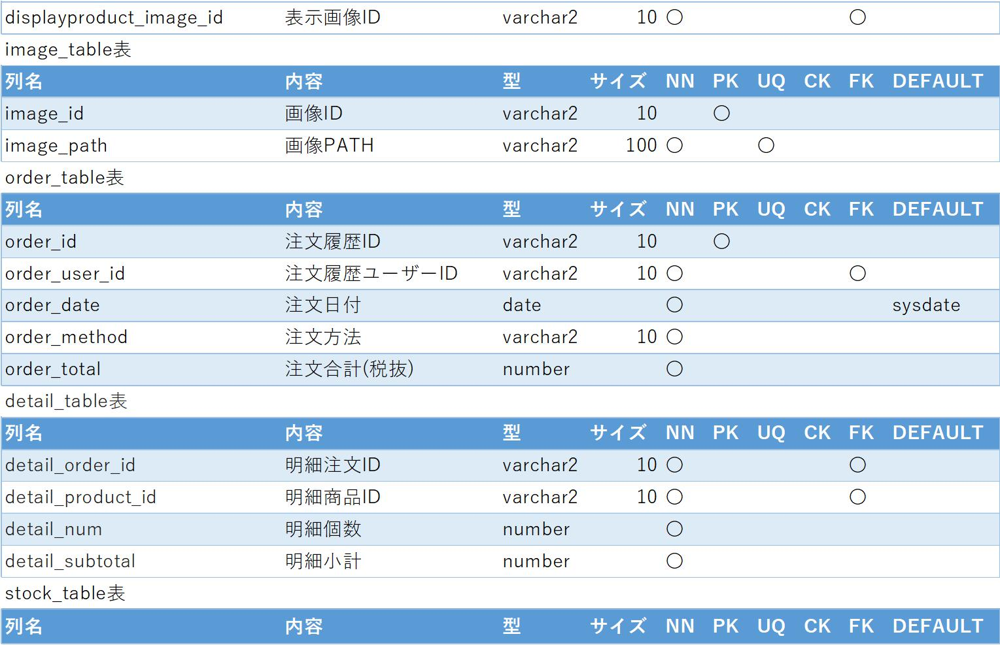 displayproduct_image_id 表示画像ID varchar2 10 ○ ○
image_table表
列名 内容 型 サイズ NN PK UQ CK FK DEFAULT
image_id 画像ID varchar2 10 ○
image_path 画像PATH varchar2 100 ○ ○
order_table表
列名 内容 型 サイズ NN PK UQ CK FK DEFAULT
order_id 注文履歴ID varchar2 10 ○
order_user_id 注文履歴ユーザーID varchar2 10 ○ ○
order_date 注文日付 date ○ sysdate
order_method 注文方法 varchar2 10 ○
order_total 注文合計(税抜) number ○
detail_table表
列名 内容 型 サイズ NN PK UQ CK FK DEFAULT
detail_order_id 明細注文ID varchar2 10 ○ ○
detail_product_id 明細商品ID varchar2 10 ○ ○
detail_num 明細個数 number ○
detail_subtotal 明細小計 number ○
stock_table表
列名 内容 型 サイズ NN PK UQ CK FK DEFAULT